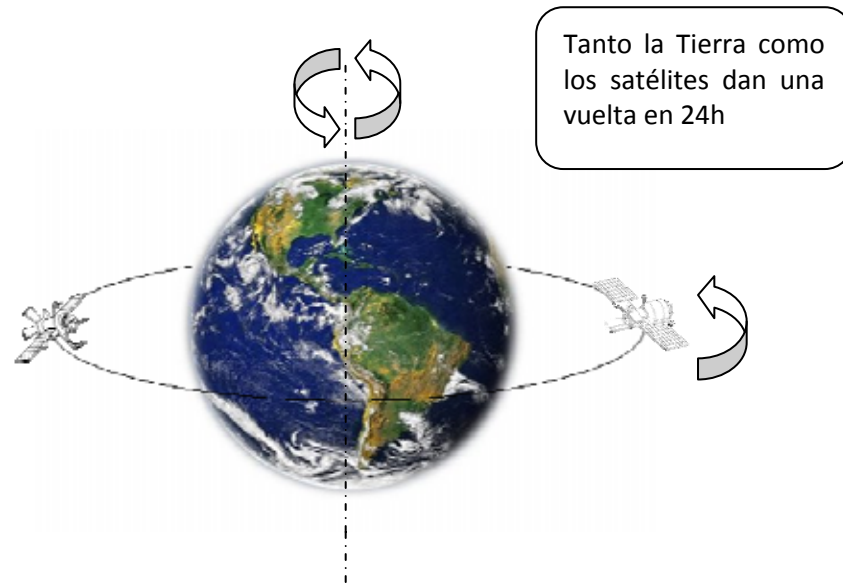 Tanto la Tierra como
los satélites dan una
vuelta en 24h